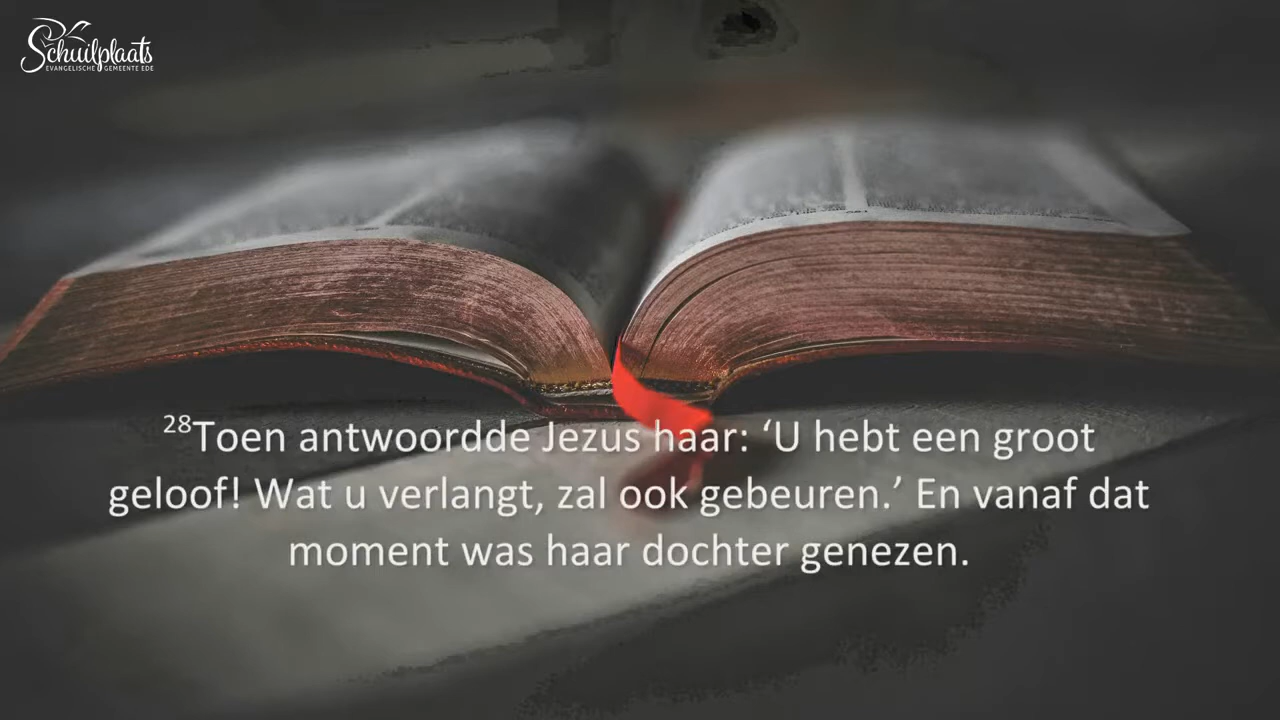 Schuilplaats
EVANGELISCHE GEMEENTE EDE
²⁸Toen antwoordde Jezus haar: ‘U hebt een groot
geloof! Wat u verlangt, zal ook gebeuren.’ En vanaf dat
moment was haar dochter genezen.